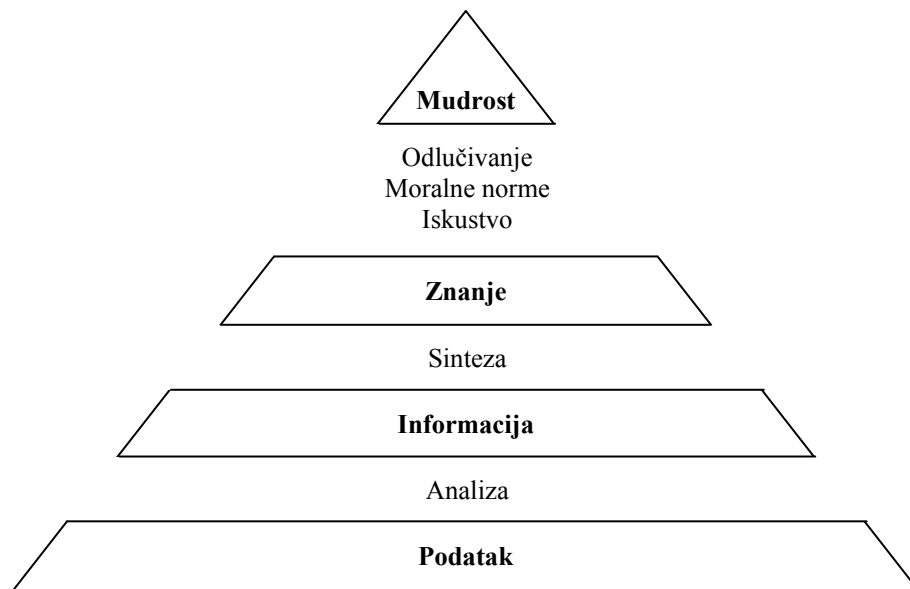 Mudrost
Odlučivanje
Moralne norme
Iskustvo
Znanje
Sinteza
Informacija
Analiza
Podatak